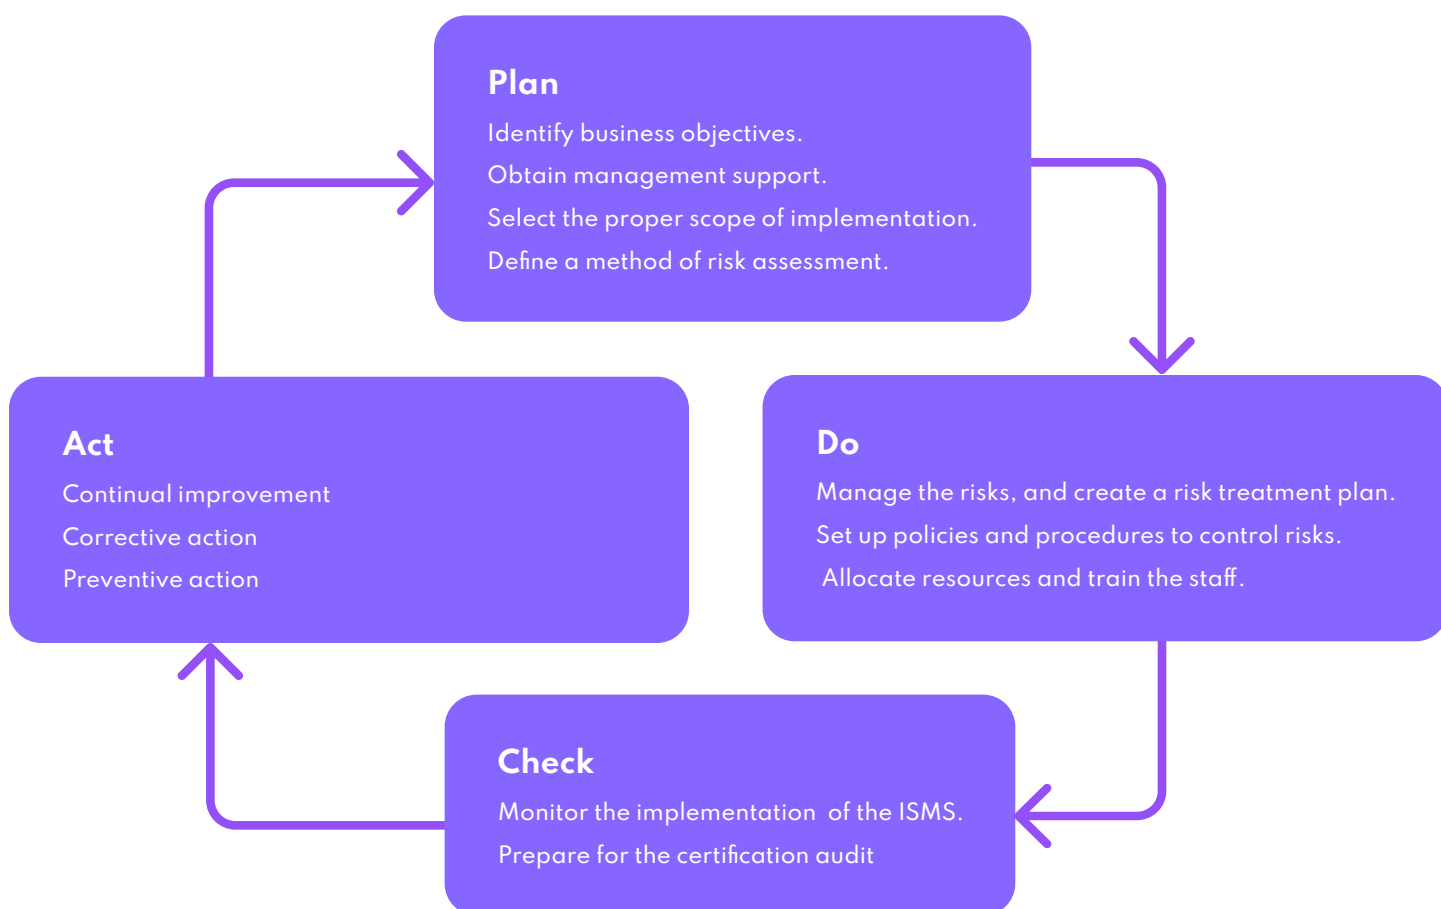 Plan
Identify business objectives.
Obtain management support.
Select the proper scope of implementation.
Define a method of risk assessment.
Do
Manage the risks, and create a risk treatment plan.
Set up policies and procedures to control risks.
Allocate resources and train the staff.
Check
Monitor the implementation  of the ISMS.
Prepare for the certification audit
Act
Continual improvement
Corrective action
Preventive action